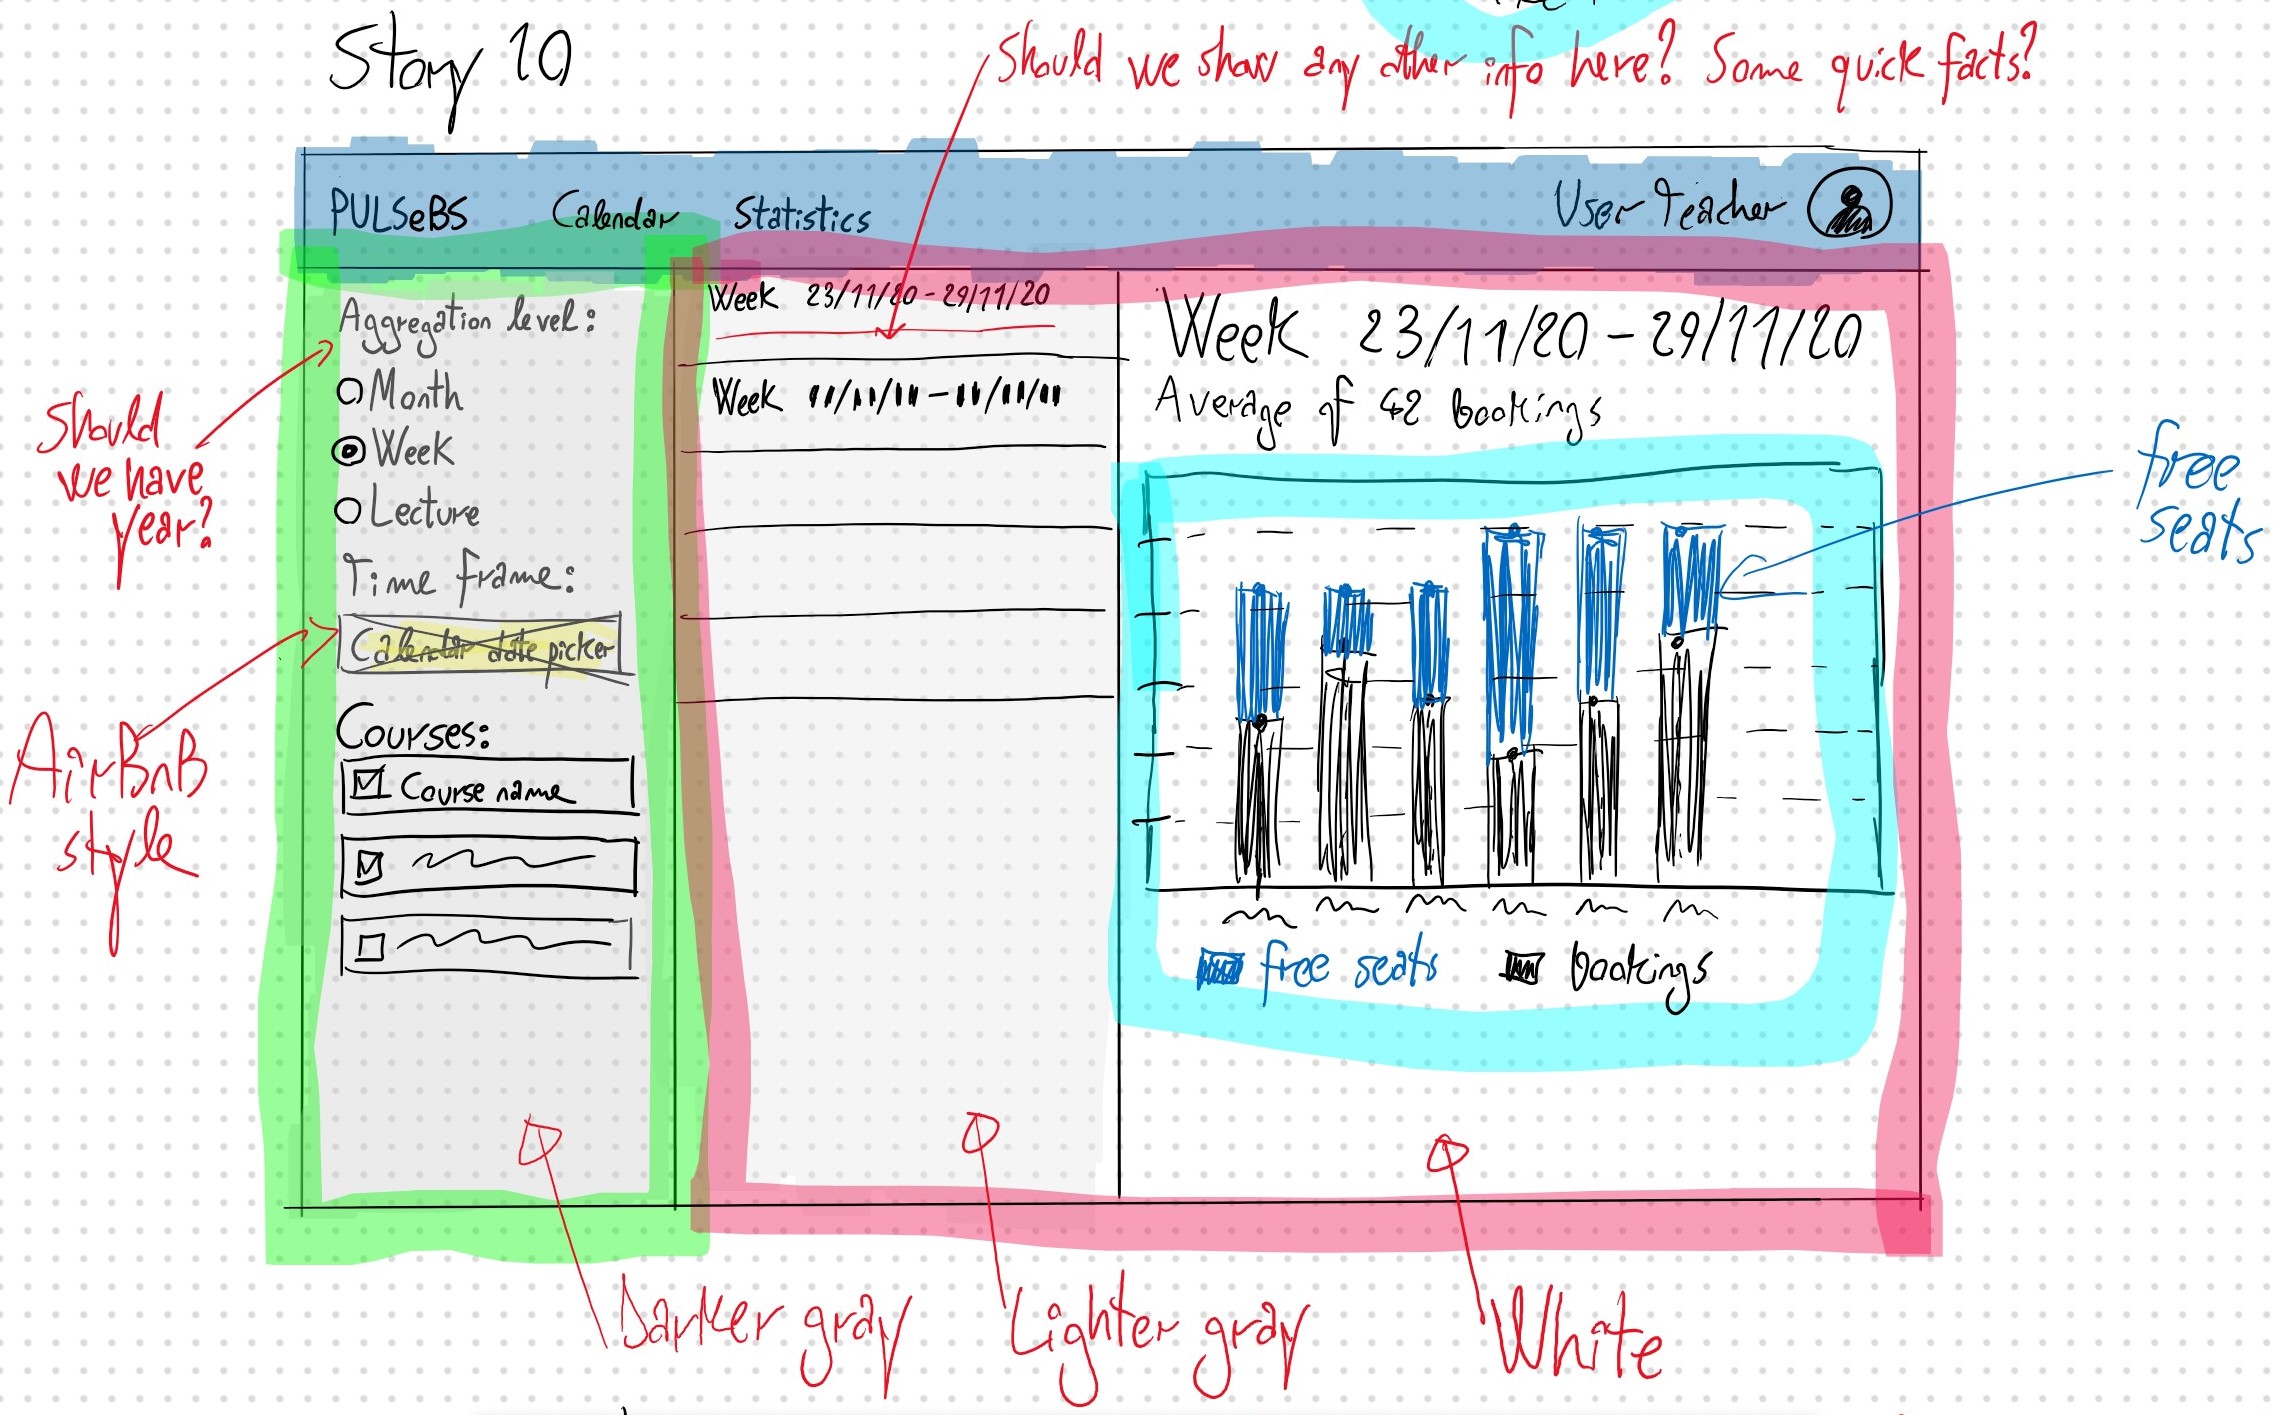 Story 10
Should we show any other info here? Some quick facts?
PULSeBS Calendar Statistics User Teacher
Aggregation level:
Month
Week
Lecture
Time frame:
Calendar date picker
Courses:
Course name
Should
we have
year?
AirBnB
style
Week 23/11/20 - 29/11/20
Week
Week 23/11/20 - 29/11/20
Average of 42 bookings
free
seats
free seats bookings
Darker gray
Lighter gray
White